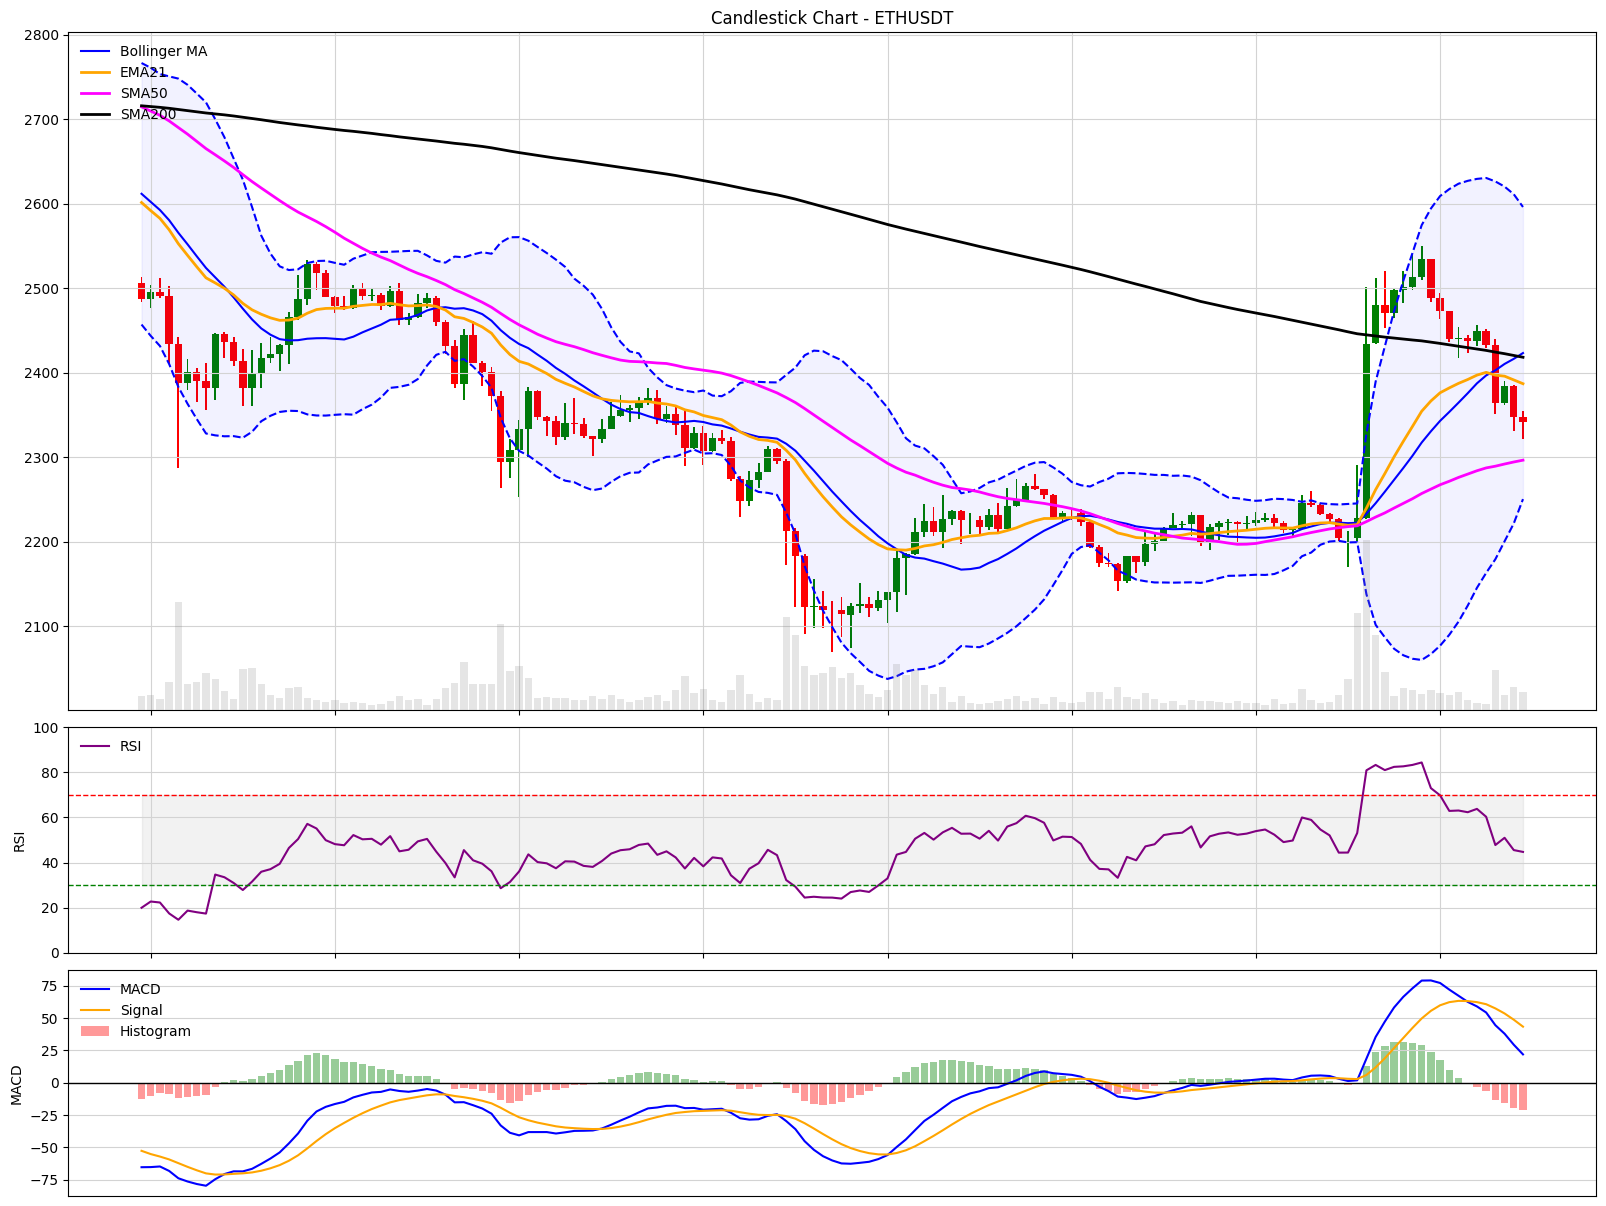 Candlestick Chart - ETHUSDT
2800
2700
2600
2500
2400
2300
2200
2100
Bollinger MA
EMA21
SMA50
SMA200
100
80
60
40
20
0
RSI
RSI
75
50
25
0
−25
−50
−75
MACD
MACD
Signal
Histogram